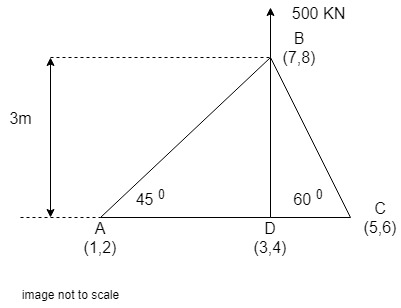 500 KN
B
(7,8)
3m
45 0
60 0
A
(1,2)
D
(3,4)
C
(5,6)
image not to scale